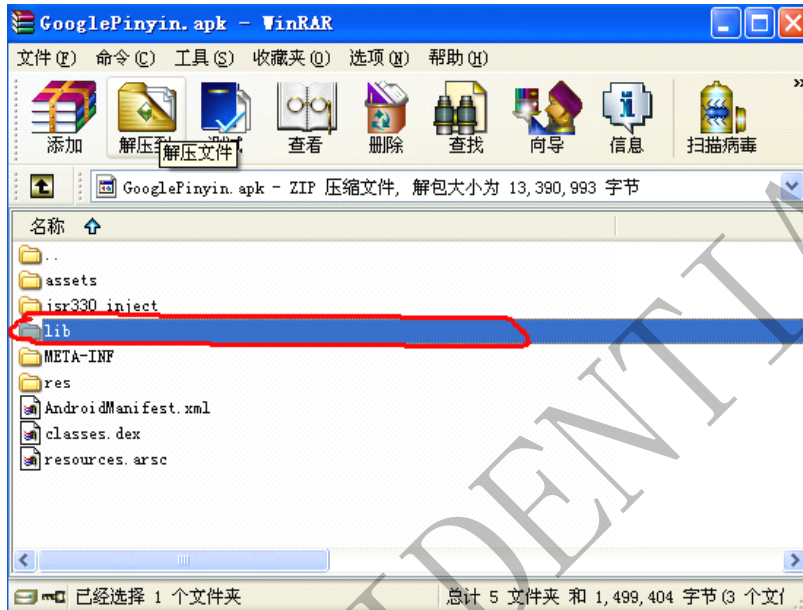 GooglePinyin.apk - WinRAR
文件(F) 命令(C) 工具(S) 收藏夹(O) 选项(N) 帮助(H)
添加 解压到 测试 查看 删除 查找 向导 信息 扫描病毒
解压文件
GooglePinyin.apk - ZIP 压缩文件, 解包大小为 13,390,993 字节
名称
..
assets
jsr330_inject
lib
META-INF
res
AndroidManifest.xml
classes.dex
resources.arsc
已经选择 1 个文件夹 总计 5 文件夹 和 1,499,404 字节(3 个文